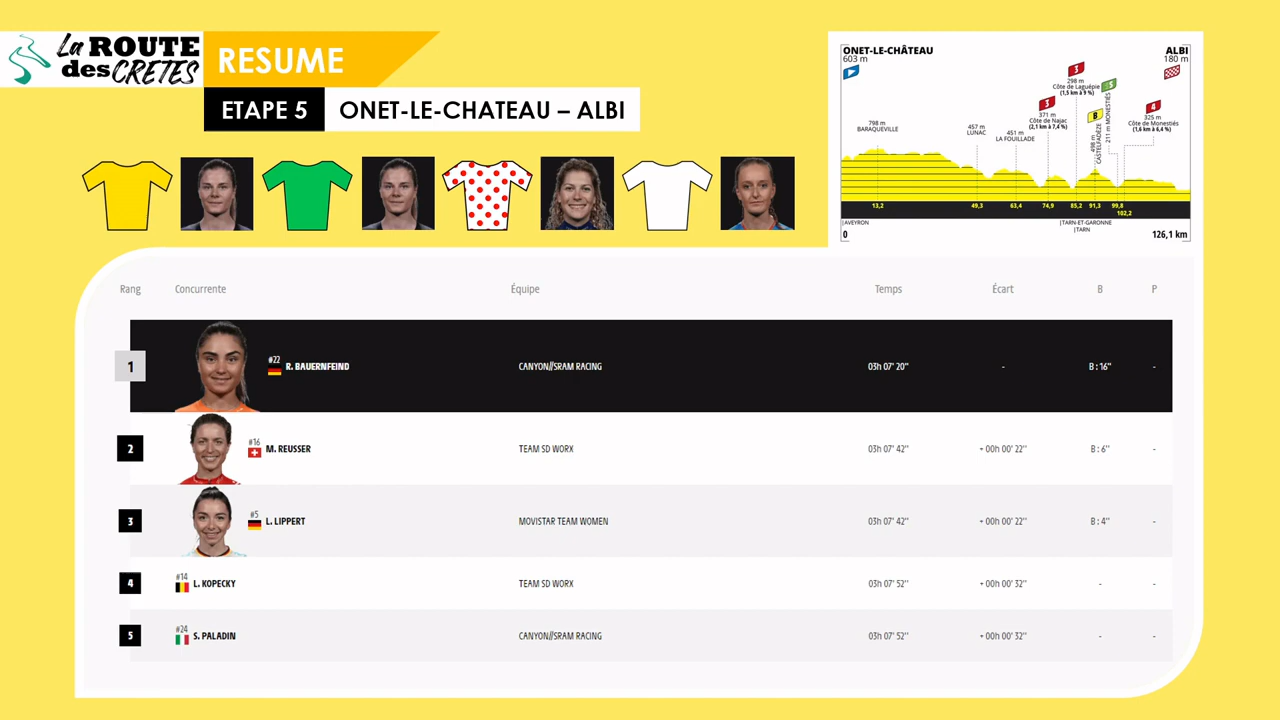 La ROUTE
des CRETES
RESUME
ETAPE 5
ONET-LE-CHATEAU – ALBI
ONET-LE-CHÂTEAU
603 m
ALBI
180 m
798 m
BARAQUEVILLE
457 m
LUNAC
451 m
LA FOUILLADE
3
371 m
Côte de Najac
(2,1 km à 7,4 %)
3
298 m
Côte de Laguépie
(1,5 km à 9 %)
B
498 m
CASTELFADÈZE
S
211 m MONESTIÉS
4
325 m
Côte de Monestiés
(1,6 km à 6,4 %)
13,2
49,3
63,4
74,9
85,2
91,3
99,8
102,2
AVEYRON
TARN-ET-GARONNE
TARN
0
126,1 km
Rang Concurrente Équipe Temps Écart B P
1 #22 R. BAUERNFEIND CANYON//SRAM RACING 03h 07' 20'' - B : 16'' -
2 #16 M. REUSSER TEAM SD WORX 03h 07' 42'' + 00h 00' 22'' B : 6'' -
3 #5 L. LIPPERT MOVISTAR TEAM WOMEN 03h 07' 42'' + 00h 00' 22'' B : 4'' -
4 #14 L. KOPECKY TEAM SD WORX 03h 07' 52'' + 00h 00' 32'' - -
5 #24 S. PALADIN CANYON//SRAM RACING 03h 07' 52'' + 00h 00' 32'' - -